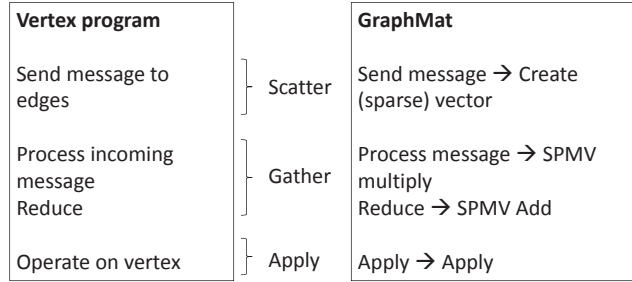 Vertex program
GraphMat
Send message to
edges
Scatter
Send message → Create
(sparse) vector
Process incoming
message
Reduce
Gather
Process message → SPMV
multiply
Reduce → SPMV Add
Operate on vertex
Apply
Apply → Apply